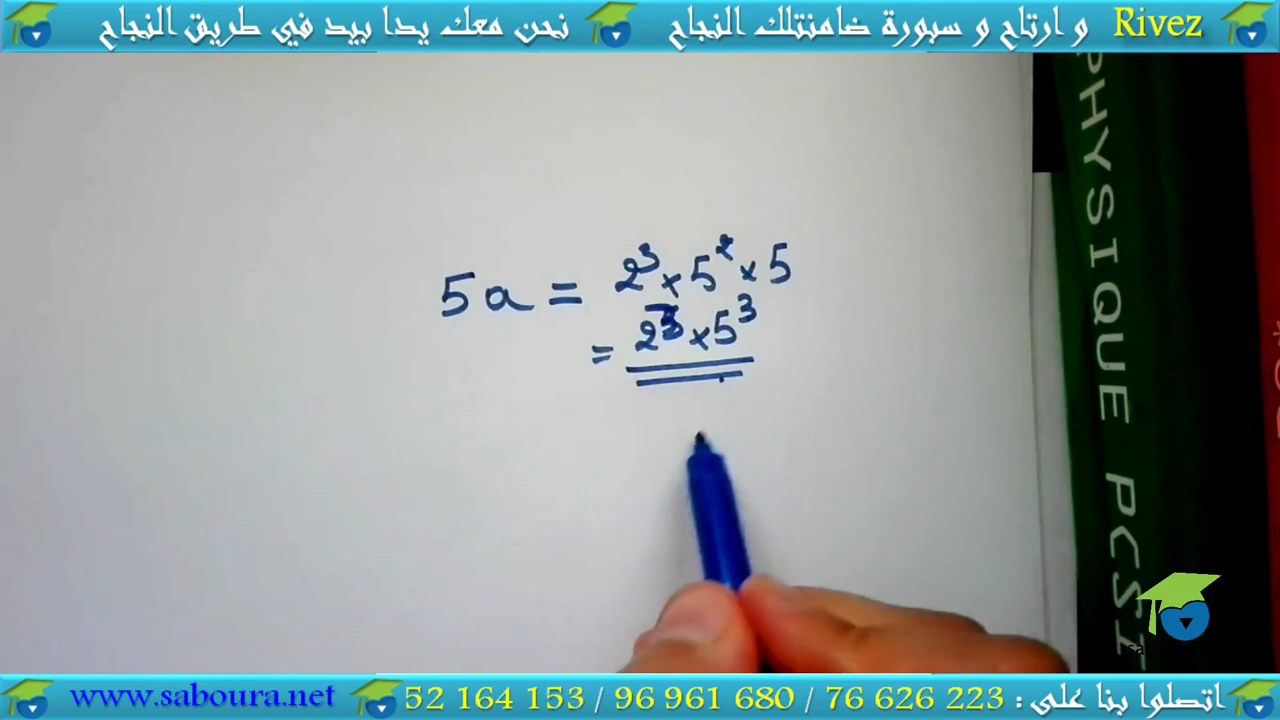 Rivez و ارتاح و سبورة ضامنتلك النجاح نحن معك يدا بيد في طريق النجاح
PHYSIQUE PCSI
5a = 2³ × 5² × 5
= 2³ × 5³
www.saboura.net 52 164 153 / 96 961 680 / 76 626 223 : اتصلوا بنا على